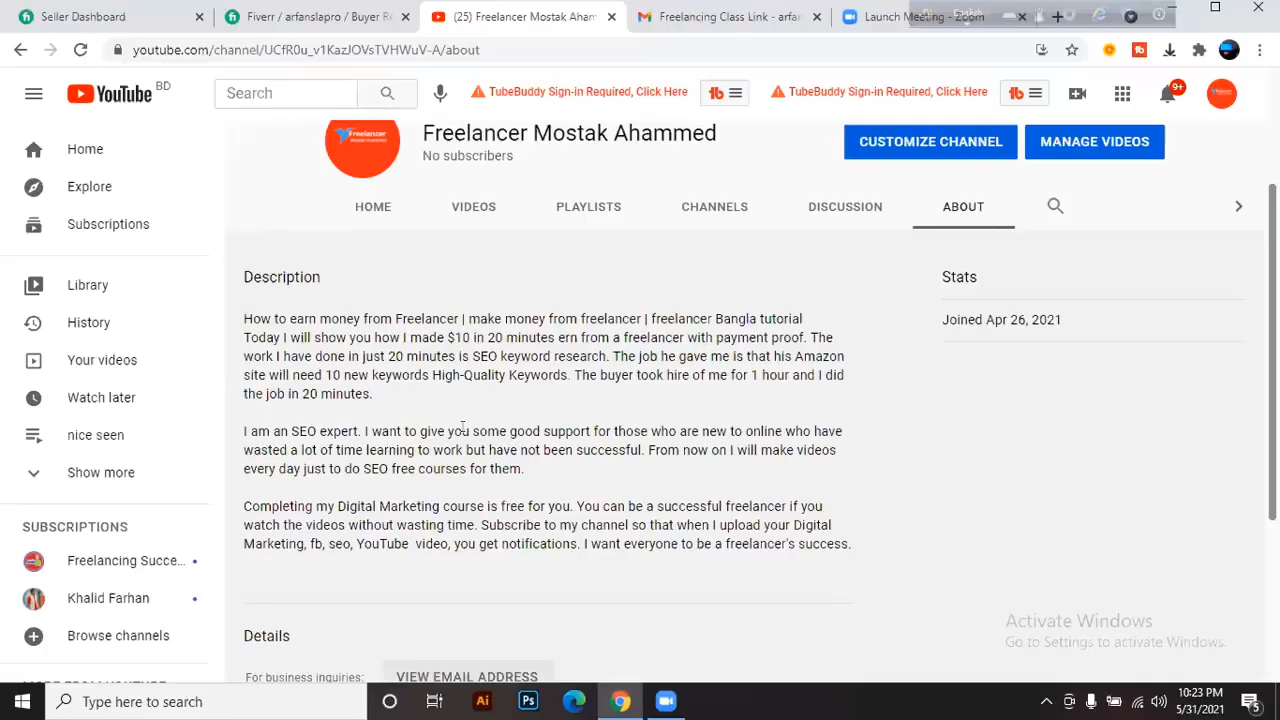 Seller Dashboard
Fiverr / arfanslapro / Buyer Re
(25) Freelancer Mostak Aham
Freelancing Class Link - arfan
Launch Meeting - Zoom
English
youtube.com/channel/UCfR0u_v1KazJOVsTVHWuV-A/about
YouTube BD
Search
TubeBuddy Sign-in Required, Click Here
tb
TubeBuddy Sign-in Required, Click Here
tb
9+
Freelancer
Freelancer Mostak Ahammed
No subscribers
CUSTOMIZE CHANNEL
MANAGE VIDEOS
Home
Explore
Subscriptions
Library
History
Your videos
Watch later
nice seen
Show more
SUBSCRIPTIONS
Freelancing Succe...
Khalid Farhan
Browse channels
HOME
VIDEOS
PLAYLISTS
CHANNELS
DISCUSSION
ABOUT
Description
How to earn money from Freelancer | make money from freelancer | freelancer Bangla tutorial
Today I will show you how I made $10 in 20 minutes ern from a freelancer with payment proof. The
work I have done in just 20 minutes is SEO keyword research. The job he gave me is that his Amazon
site will need 10 new keywords High-Quality Keywords. The buyer took hire of me for 1 hour and I did
the job in 20 minutes.
I am an SEO expert. I want to give you some good support for those who are new to online who have
wasted a lot of time learning to work but have not been successful. From now on I will make videos
every day just to do SEO free courses for them.
Completing my Digital Marketing course is free for you. You can be a successful freelancer if you
watch the videos without wasting time. Subscribe to my channel so that when I upload your Digital
Marketing, fb, seo, YouTube video, you get notifications. I want everyone to be a freelancer's success.
Stats
Joined Apr 26, 2021
Details
For business inquiries:
VIEW EMAIL ADDRESS
Activate Windows
Go to Settings to activate Windows.
Type here to search
Ai
Ps
10:23 PM
5/31/2021
5